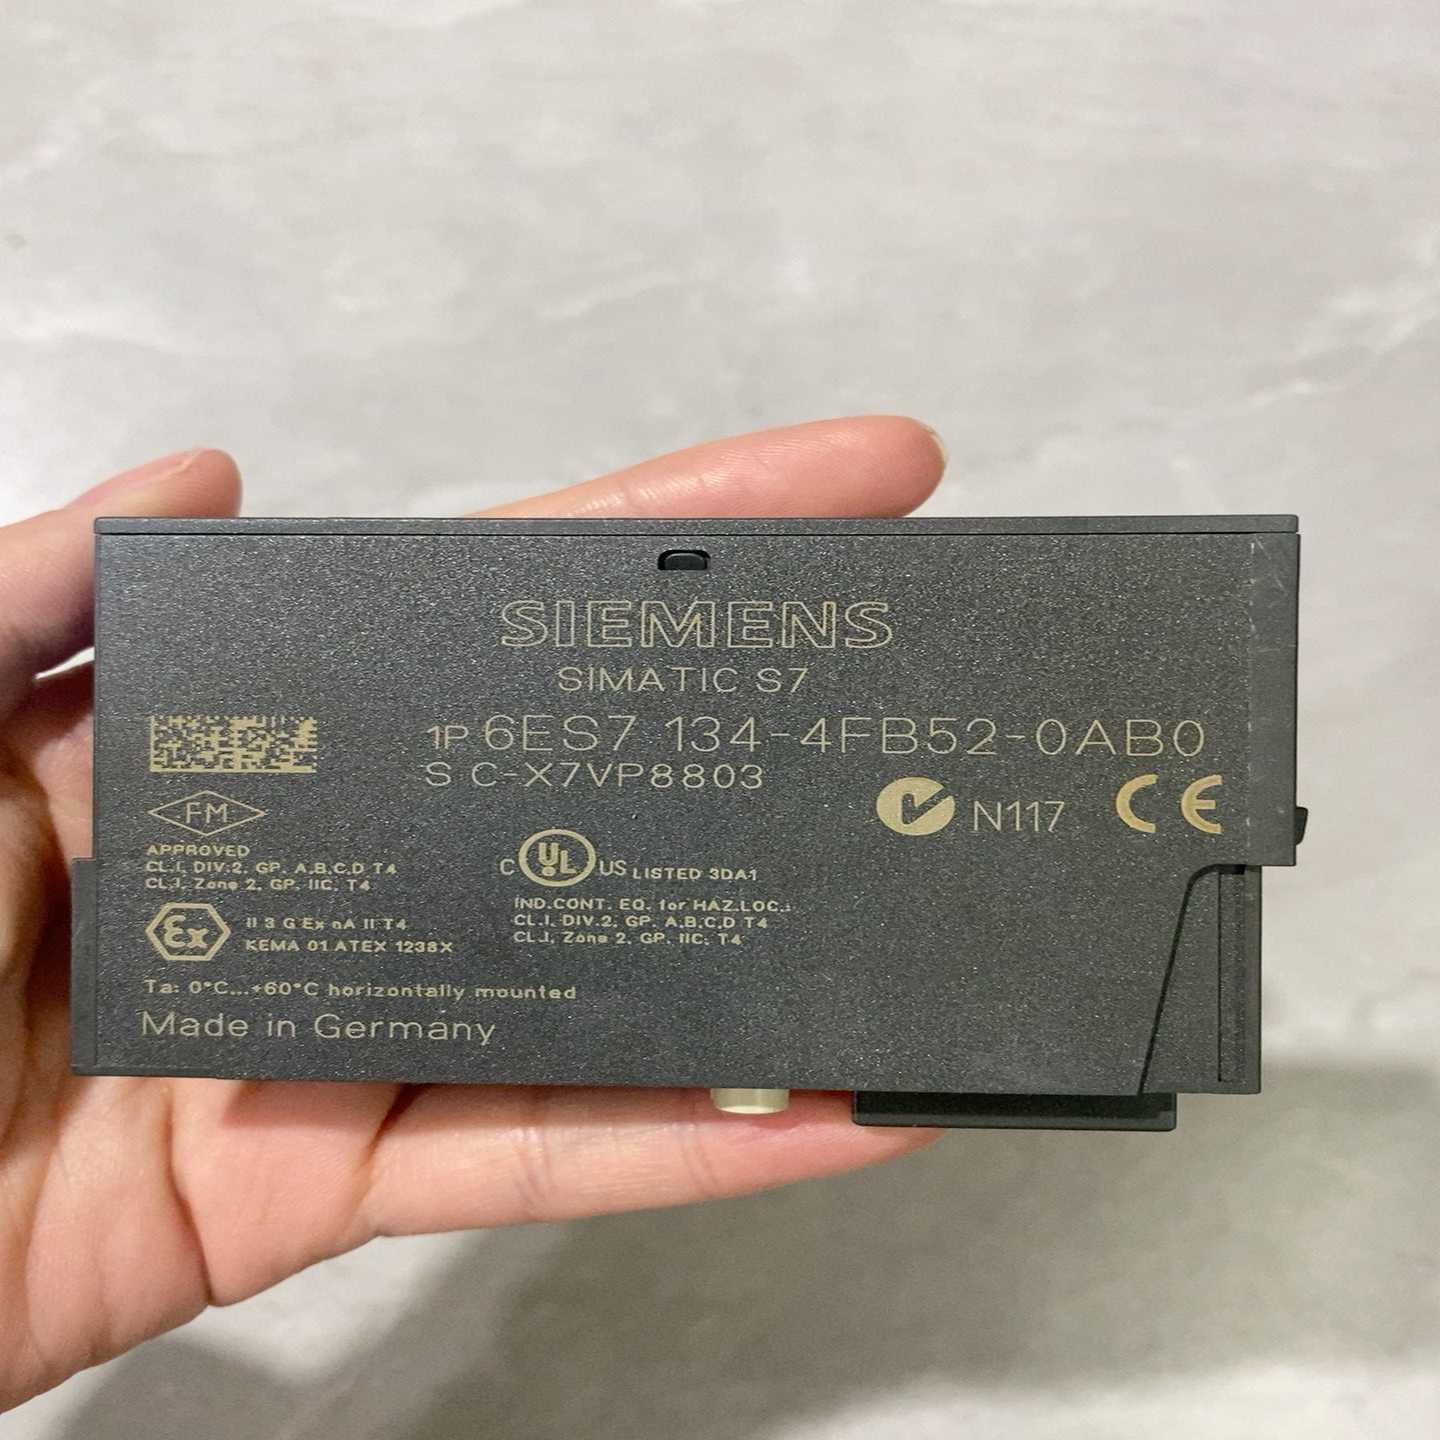 SIEMENS
SIMATIC S7
1P 6ES7 134-4FB52-0AB0
S C-X7VP8803
FM
N117
CE
APPROVED
CL.I, DIV.2, GP. A,B,C,D T4
CL.I, Zone 2, GP. IIC, T4
C UL US LISTED 3DA1
IND.CONT. EQ. for HAZ.LOC.:
CL.I, DIV.2, GP. A,B,C,D T4
CL.I, Zone 2, GP. IIC, T4
Ex
II 3 G Ex nA II T4
KEMA 01 ATEX 1238X
Ta: 0°C...+60°C horizontally mounted
Made in Germany